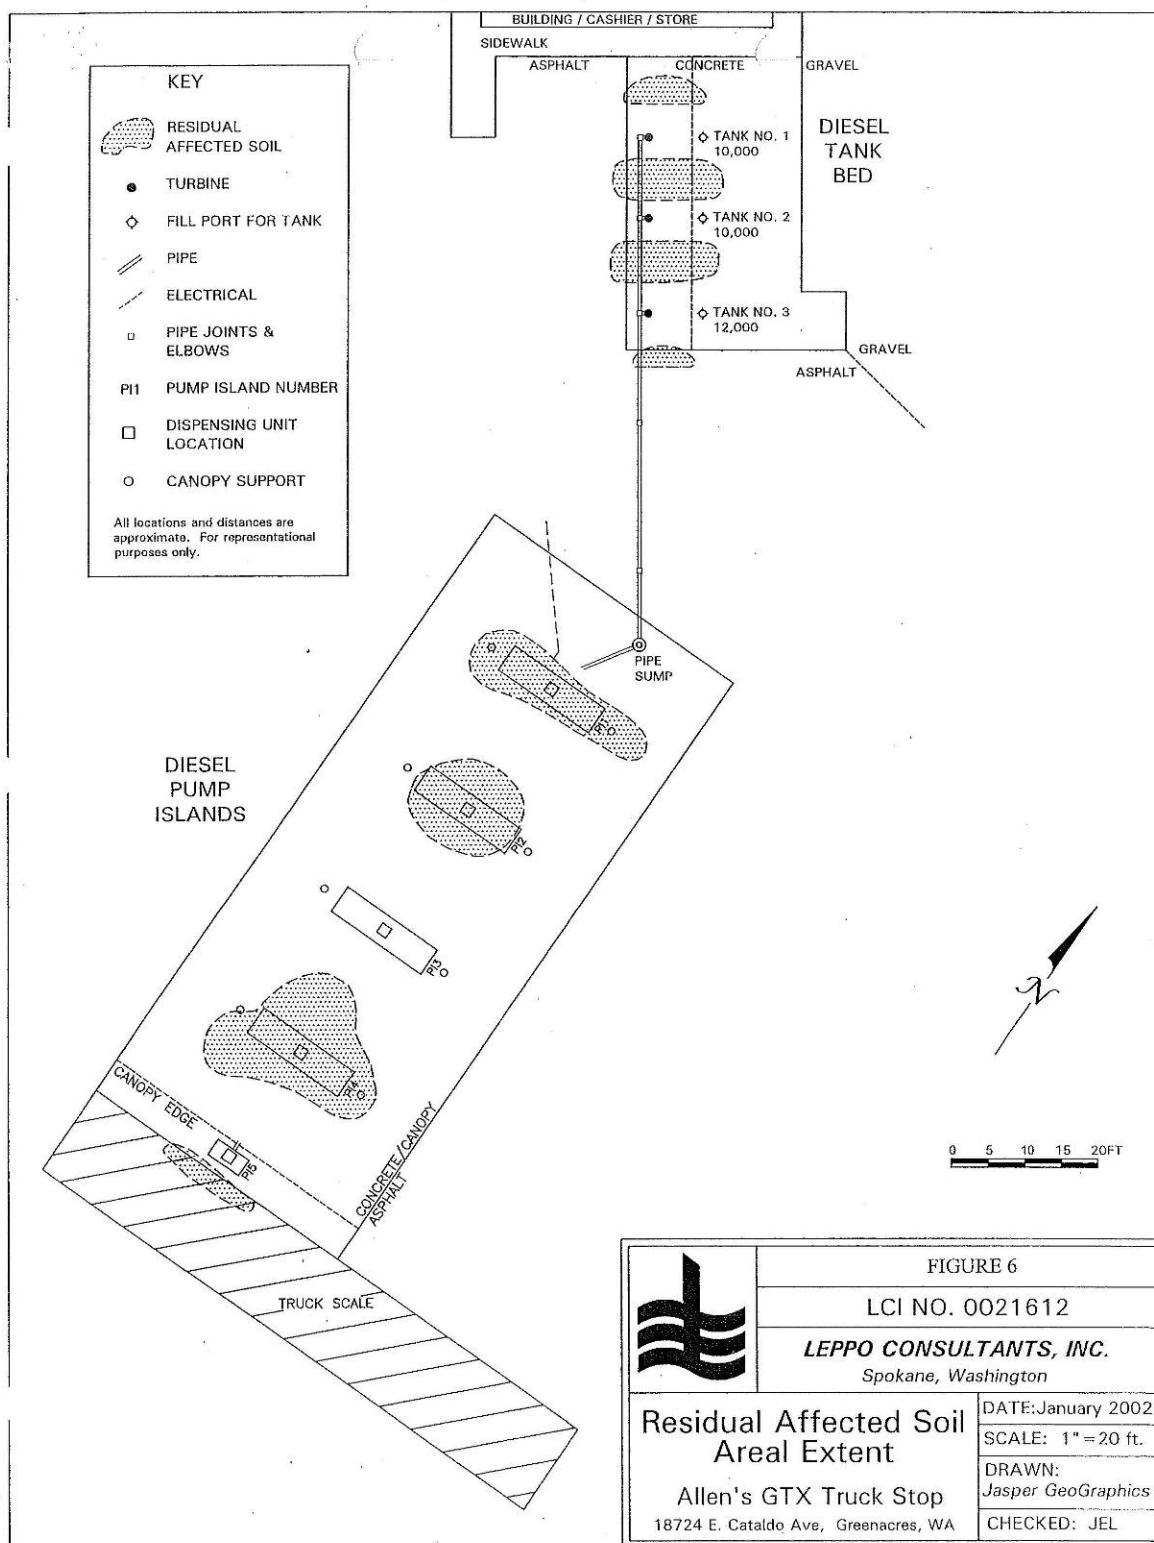 BUILDING / CASHIER / STORE
SIDEWALK
ASPHALT
CONCRETE
GRAVEL
KEY
RESIDUAL
AFFECTED SOIL
TURBINE
FILL PORT FOR TANK
PIPE
ELECTRICAL
PIPE JOINTS &
ELBOWS
PI1 PUMP ISLAND NUMBER
DISPENSING UNIT
LOCATION
CANOPY SUPPORT
All locations and distances are
approximate. For representational
purposes only.
TANK NO. 1
10,000
DIESEL
TANK
BED
TANK NO. 2
10,000
TANK NO. 3
12,000
GRAVEL
ASPHALT
PIPE
SUMP
DIESEL
PUMP
ISLANDS
PI2
PI3
PI4
PI5
CANOPY EDGE
CONCRETE/CANOPY
ASPHALT
TRUCK SCALE
N
0 5 10 15 20FT
FIGURE 6
LCI NO. 0021612
LEPPO CONSULTANTS, INC.
Spokane, Washington
Residual Affected Soil
Areal Extent
Allen's GTX Truck Stop
18724 E. Cataldo Ave, Greenacres, WA
DATE:January 2002
SCALE: 1"=20 ft.
DRAWN:
Jasper GeoGraphics
CHECKED: JEL